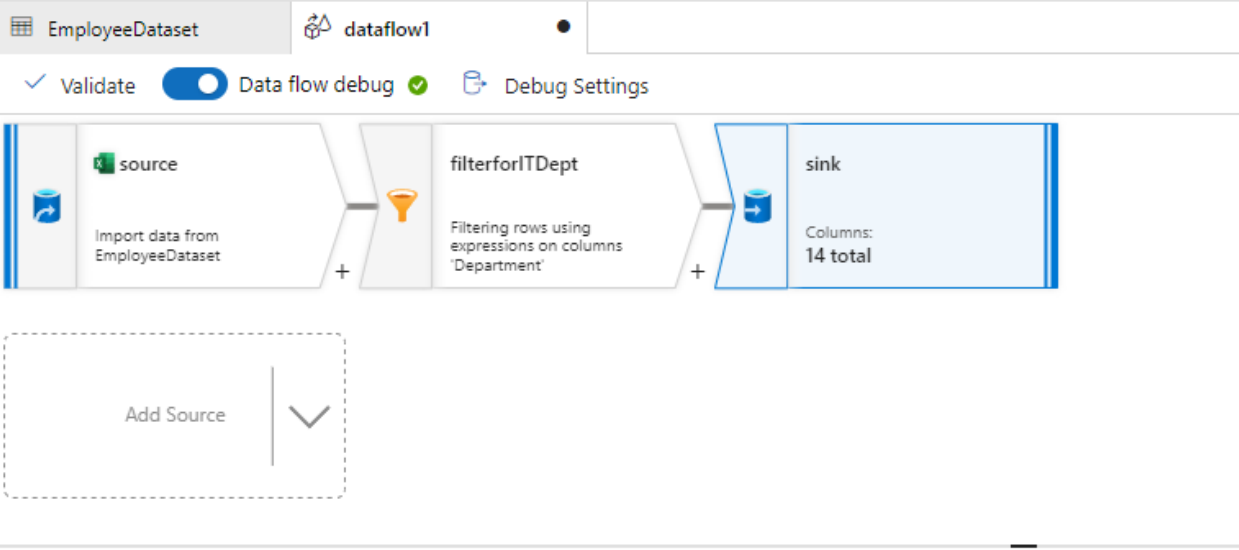 EmployeeDataset
dataflow1
Validate
Data flow debug
Debug Settings
source
Import data from
EmployeeDataset
+
filterforITDept
Filtering rows using
expressions on columns
'Department'
+
sink
Columns:
14 total
Add Source